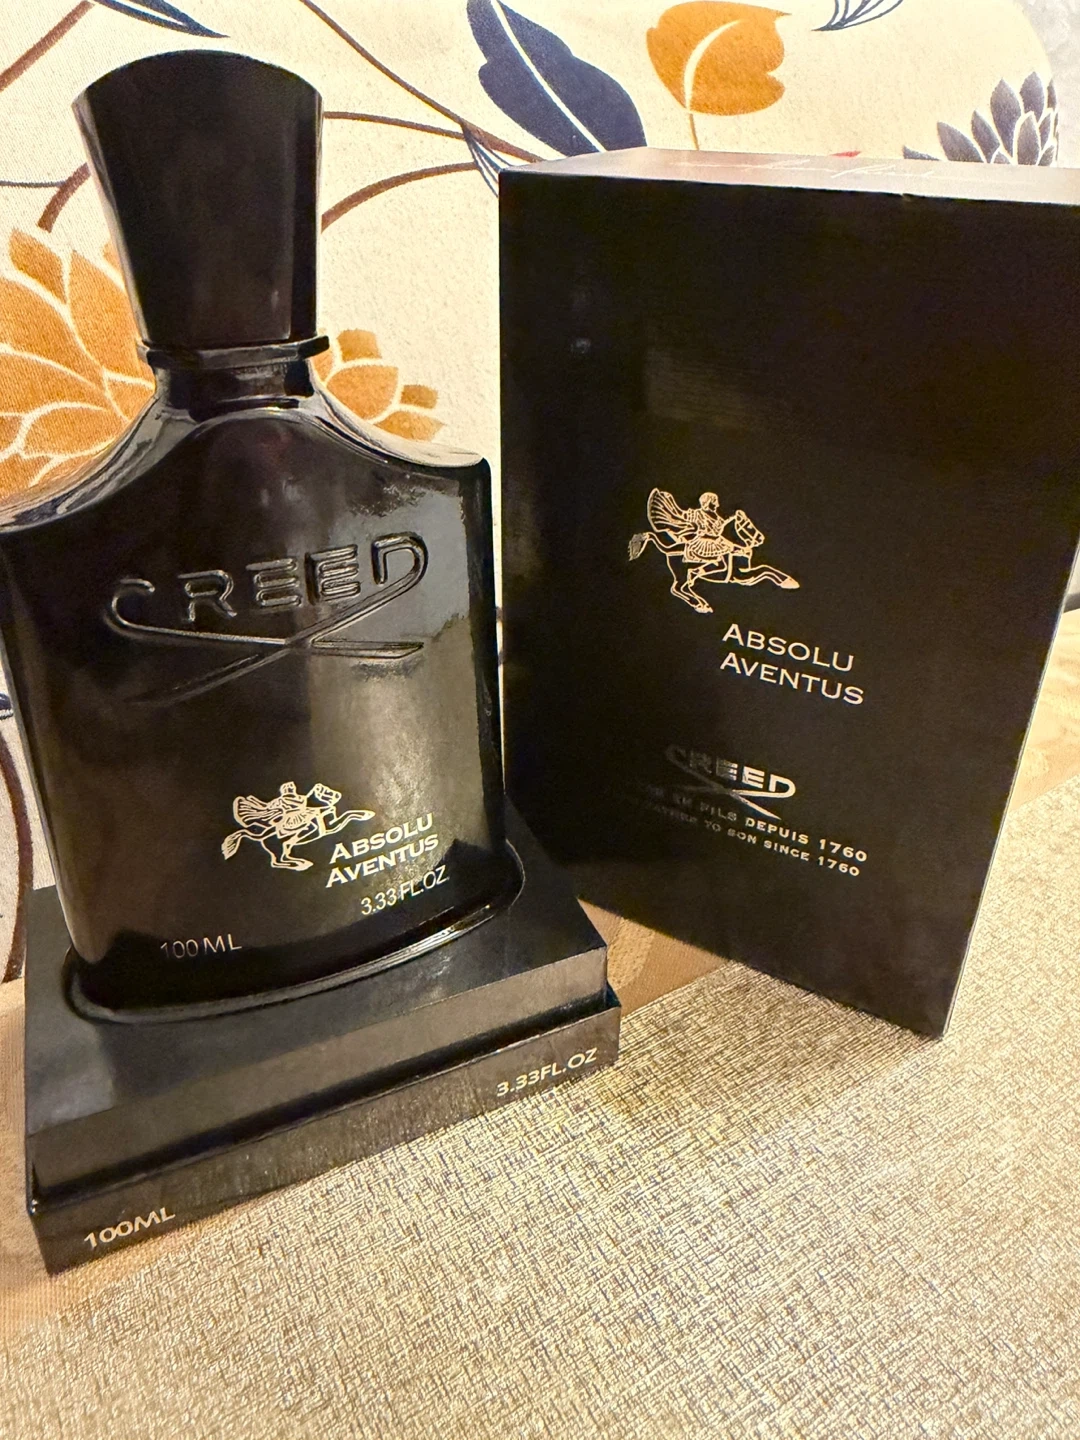 CREED
ABSOLU
AVENTUS
3.33 FL.OZ.
100 ML
3.33FL.OZ
100ML
ABSOLU
AVENTUS
CREED
FILS DEPUIS 1760
TO SON SINCE 1760